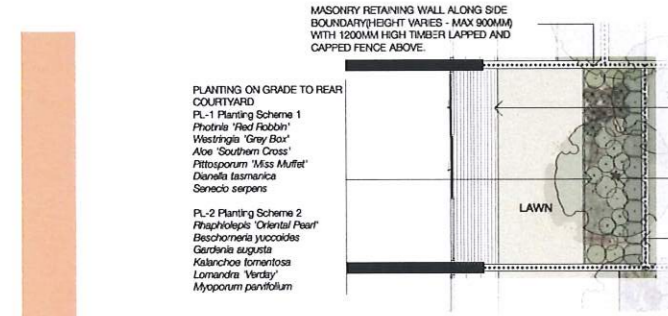 MASONRY RETAINING WALL ALONG SIDE
BOUNDARY(HEIGHT VARIES - MAX 900MM)
WITH 1200MM HIGH TIMBER LAPPED AND
CAPPED FENCE ABOVE.
PLANTING ON GRADE TO REAR
COURTYARD
PL-1 Planting Scheme 1
Photinia 'Red Robbin'
Westringia 'Grey Box'
Aloe 'Southern Cross'
Pittosporum 'Miss Muffet'
Dianella tasmanica
Senecio serpens
PL-2 Planting Scheme 2
Rhaphiolepis 'Oriental Pearl'
Beschorneria yuccoides
Gardenia augusta
Kalanchoe tomentosa
Lomandra 'Verday'
Myoporum parvifolium
LAWN